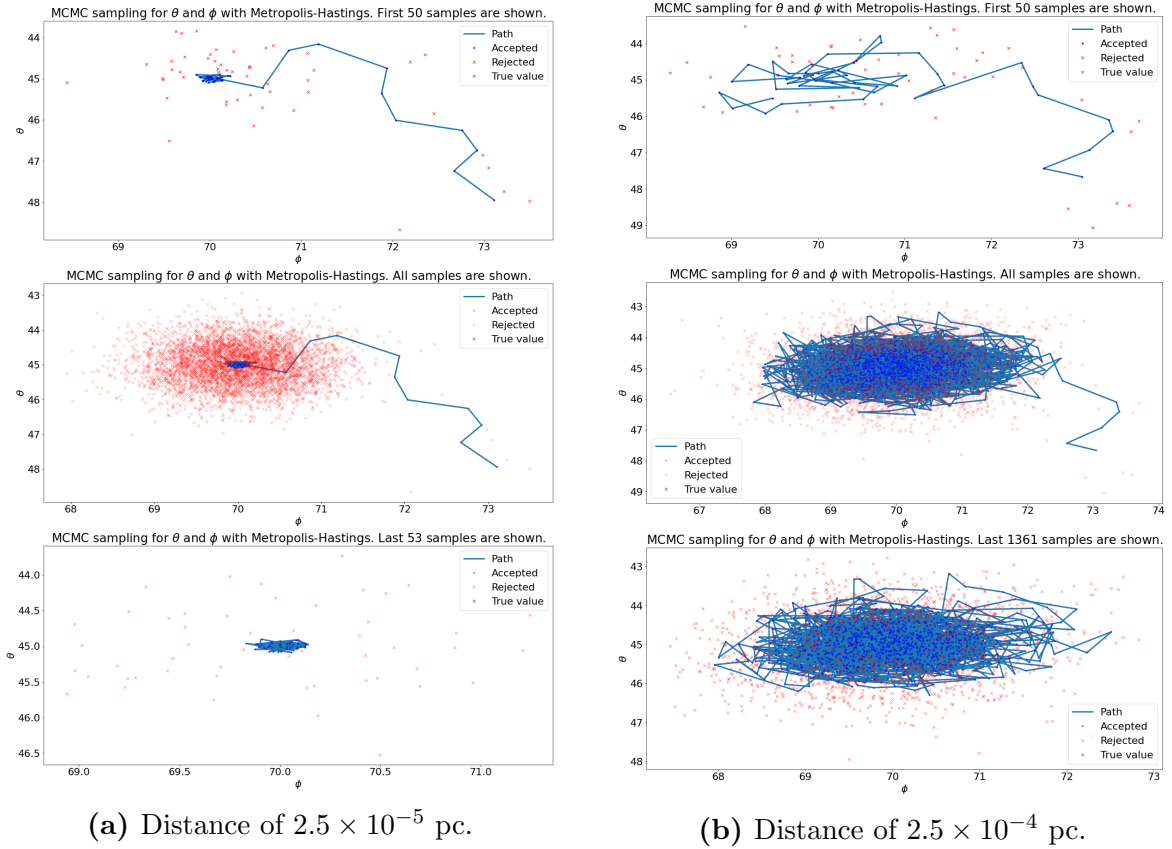 MCMC sampling for θ and ϕ with Metropolis-Hastings. First 50 samples are shown.
Path
Accepted
Rejected
True value
44
45
46
47
48
θ
69 70 71 72 73
ϕ
MCMC sampling for θ and ϕ with Metropolis-Hastings. All samples are shown.
Path
Accepted
Rejected
True value
43
44
45
46
47
48
θ
68 69 70 71 72 73
ϕ
MCMC sampling for θ and ϕ with Metropolis-Hastings. Last 53 samples are shown.
Path
Accepted
Rejected
True value
44.0
44.5
45.0
45.5
46.0
46.5
θ
69.0 69.5 70.0 70.5 71.0
ϕ
(a) Distance of 2.5 × 10⁻⁵ pc.
MCMC sampling for θ and ϕ with Metropolis-Hastings. First 50 samples are shown.
Path
Accepted
Rejected
True value
44
45
46
47
48
49
θ
69 70 71 72 73
ϕ
MCMC sampling for θ and ϕ with Metropolis-Hastings. All samples are shown.
43
44
45
46
47
48
49
θ
Path
Accepted
Rejected
True value
67 68 69 70 71 72 73 74
ϕ
MCMC sampling for θ and ϕ with Metropolis-Hastings. Last 1361 samples are shown.
43
44
45
46
47
48
θ
Path
Accepted
Rejected
True value
68 69 70 71 72 73
ϕ
(b) Distance of 2.5 × 10⁻⁴ pc.